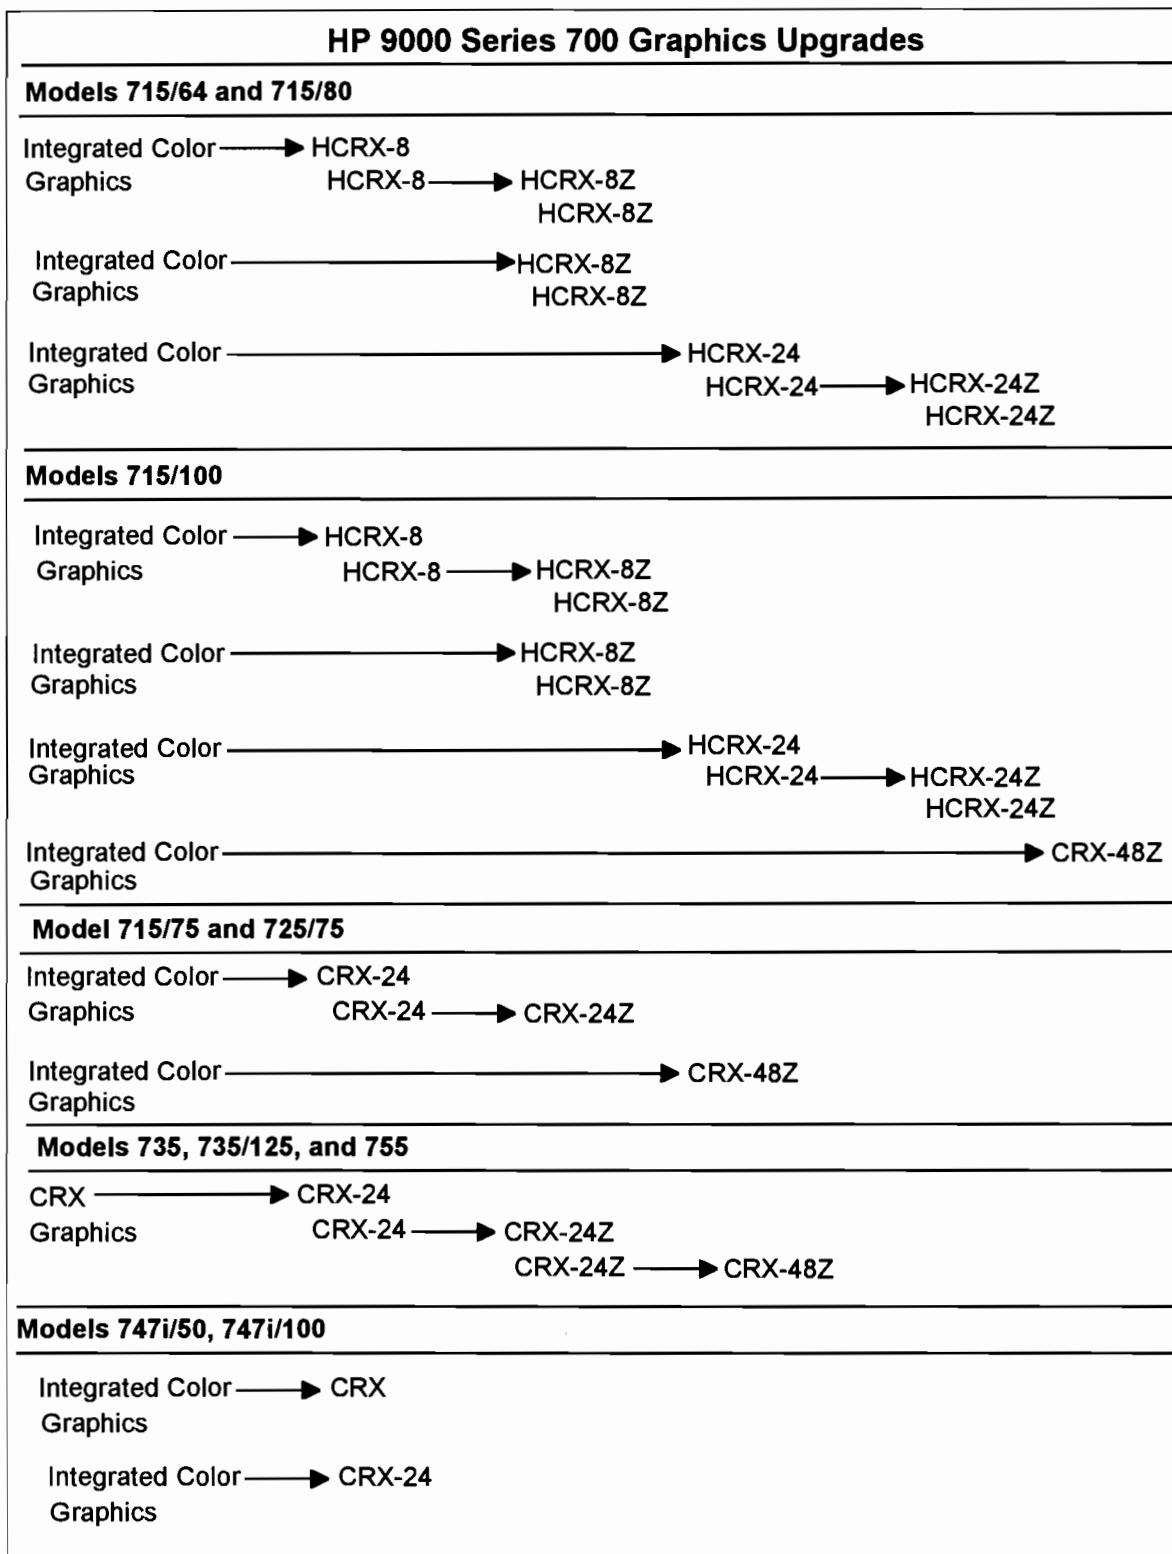 HP 9000 Series 700 Graphics Upgrades
Models 715/64 and 715/80
Integrated Color HCRX-8
Graphics HCRX-8 HCRX-8Z
HCRX-8Z
Integrated Color HCRX-8Z
Graphics HCRX-8Z
Integrated Color HCRX-24
Graphics HCRX-24 HCRX-24Z
HCRX-24Z
Models 715/100
Integrated Color HCRX-8
Graphics HCRX-8 HCRX-8Z
HCRX-8Z
Integrated Color HCRX-8Z
Graphics HCRX-8Z
Integrated Color HCRX-24
Graphics HCRX-24 HCRX-24Z
HCRX-24Z
Integrated Color CRX-48Z
Graphics
Model 715/75 and 725/75
Integrated Color CRX-24
Graphics CRX-24 CRX-24Z
Integrated Color CRX-48Z
Graphics
Models 735, 735/125, and 755
CRX CRX-24
Graphics CRX-24 CRX-24Z
CRX-24Z CRX-48Z
Models 747i/50, 747i/100
Integrated Color CRX
Graphics
Integrated Color CRX-24
Graphics